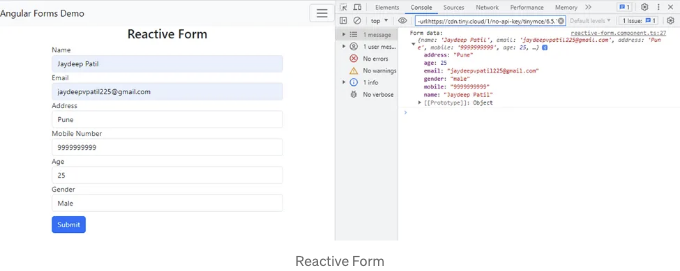 Angular Forms Demo
Reactive Form
Name
Jaydeep Patil
Email
jaydeepvpatil225@gmail.com
Address
Pune
Mobile Number
9999999999
Age
25
Gender
Male
Submit
Elements Console Sources Network Performance Memory 1
top -url:https://cdn.tiny.cloud/1/no-api-key/tinymce/6.5. Default levels 1 Issue: 1
1 message
1 user mes...
No errors
No warnings
1 info
No verbose
Form data: reactive-form.component.ts:27
{name: 'Jaydeep Patil', email: 'jaydeepvpatil225@gmail.com', address: 'Pun
e', mobile: '9999999999', age: 25, …}
address: "Pune"
age: 25
email: "jaydeepvpatil225@gmail.com"
gender: "male"
mobile: "9999999999"
name: "Jaydeep Patil"
[[Prototype]]: Object
Reactive Form